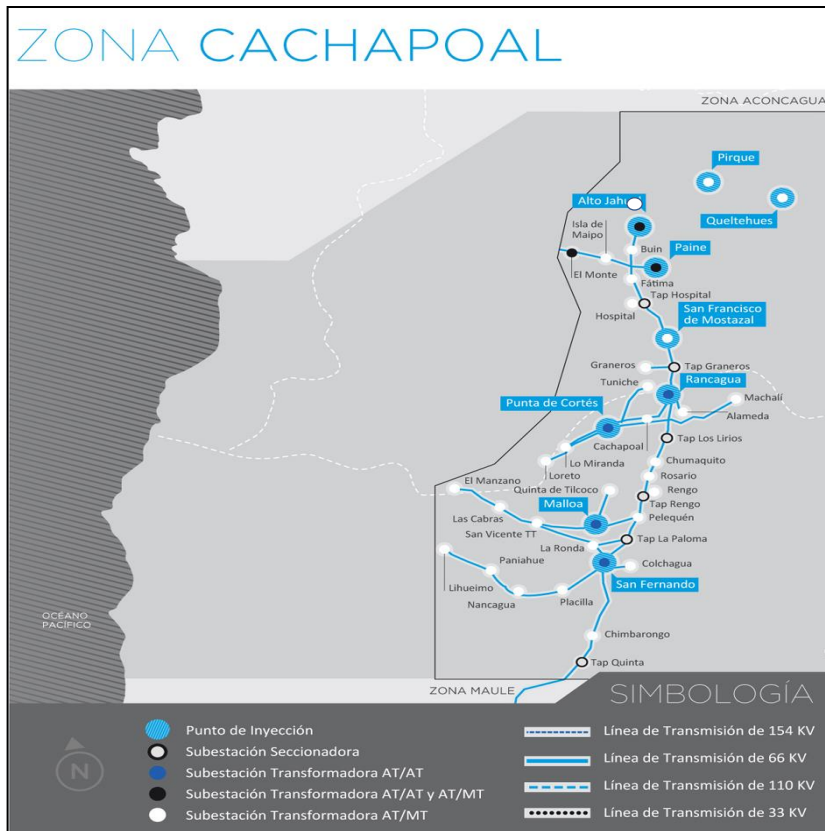 ZONA CACHAPOAL
ZONA ACONCAGUA
Pirque
Queltehues
Alto Jahuel
Isla de
Maipo
Buin
Paine
El Monte
Fátima
Tap Hospital
Hospital
San Francisco
de Mostazal
Graneros
Tap Graneros
Tuniche
Rancagua
Machalí
Punta de Cortés
Alameda
Cachapoal
Tap Los Lirios
Lo Miranda
Loreto
Chumaquito
El Manzano
Rosario
Quinta de Tilcoco
Rengo
Malloa
Tap Rengo
Las Cabras
Pelequén
San Vicente TT
Tap La Paloma
La Ronda
Paniahue
Colchagua
Lihueimo
San Fernando
Nancagua
Placilla
OCÉANO
PACÍFICO
Chimbarongo
Tap Quinta
ZONA MAULE
SIMBOLOGÍA
Punto de Inyección
Subestación Seccionadora
Subestación Transformadora AT/AT
Subestación Transformadora AT/AT y AT/MT
Subestación Transformadora AT/MT
Línea de Transmisión de 154 KV
Línea de Transmisión de 66 KV
Línea de Transmisión de 110 KV
Línea de Transmisión de 33 KV
N